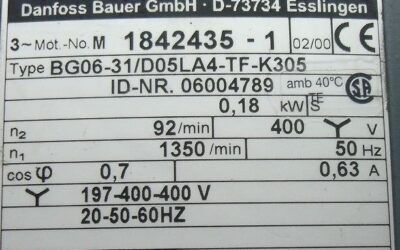 Danfoss Bauer GmbH · D-73734 Esslingen
3~ Mot.-No. M 1842435 - 1 02/00 CE
Type BG06-31/D05LA4-TF-K305
ID-NR. 06004789 amb 40°C SA
0,18 kW S TE
n2 92/min 400 Y V
n1 1350/min 50 Hz
cos φ 0,7 0,63 A
Y 197-400-400 V
20-50-60HZ